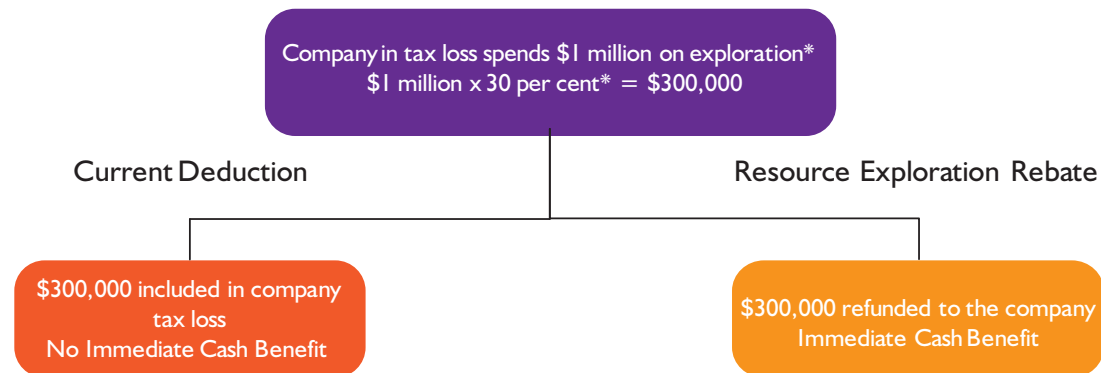 Company in tax loss spends $1 million on exploration*
$1 million x 30 per cent* = $300,000
Current Deduction
Resource Exploration Rebate
$300,000 included in company
tax loss
No Immediate Cash Benefit
$300,000 refunded to the company
Immediate Cash Benefit